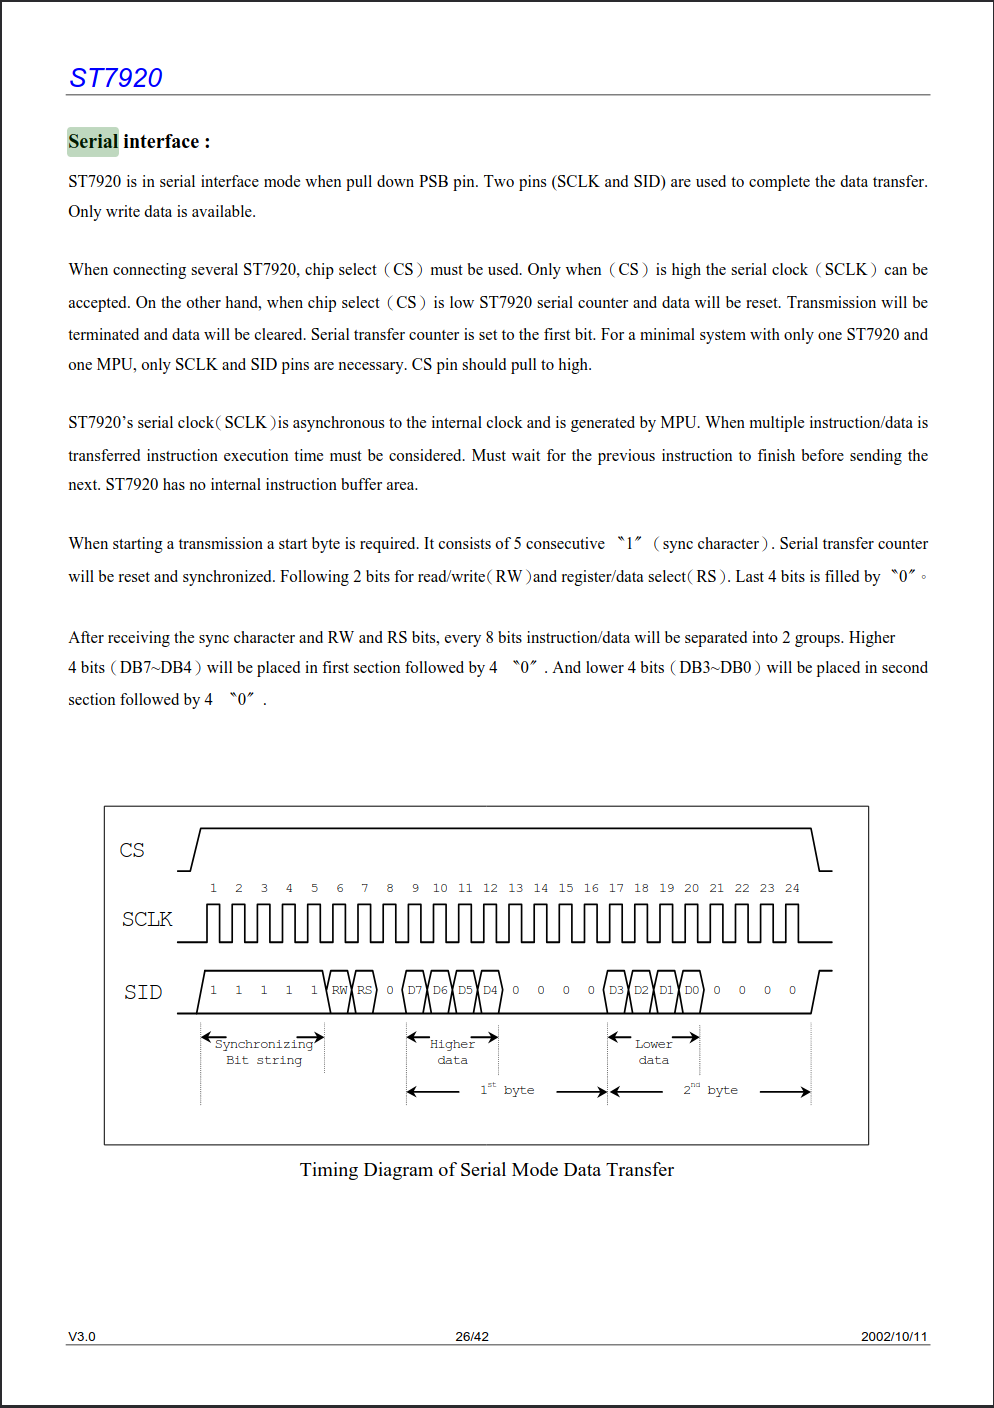 ST7920
Serial interface :
ST7920 is in serial interface mode when pull down PSB pin. Two pins (SCLK and SID) are used to complete the data transfer.
Only write data is available.
When connecting several ST7920, chip select（CS）must be used. Only when（CS）is high the serial clock（SCLK）can be
accepted. On the other hand, when chip select（CS）is low ST7920 serial counter and data will be reset. Transmission will be
terminated and data will be cleared. Serial transfer counter is set to the first bit. For a minimal system with only one ST7920 and
one MPU, only SCLK and SID pins are necessary. CS pin should pull to high.
ST7920’s serial clock（SCLK）is asynchronous to the internal clock and is generated by MPU. When multiple instruction/data is
transferred instruction execution time must be considered. Must wait for the previous instruction to finish before sending the
next. ST7920 has no internal instruction buffer area.
When starting a transmission a start byte is required. It consists of 5 consecutive 〝1〞（sync character）. Serial transfer counter
will be reset and synchronized. Following 2 bits for read/write（RW）and register/data select（RS）. Last 4 bits is filled by〝0〞。
After receiving the sync character and RW and RS bits, every 8 bits instruction/data will be separated into 2 groups. Higher
4 bits（DB7~DB4）will be placed in first section followed by 4 〝0〞. And lower 4 bits（DB3~DB0）will be placed in second
section followed by 4 〝0〞.
CS
1 2 3 4 5 6 7 8 9 10 11 12 13 14 15 16 17 18 19 20 21 22 23 24
SCLK
SID 1 1 1 1 1 RW RS 0 D7 D6 D5 D4 0 0 0 0 D3 D2 D1 D0 0 0 0 0
Synchronizing Higher Lower
Bit string data data
1st byte 2nd byte
Timing Diagram of Serial Mode Data Transfer
V3.0 26/42 2002/10/11